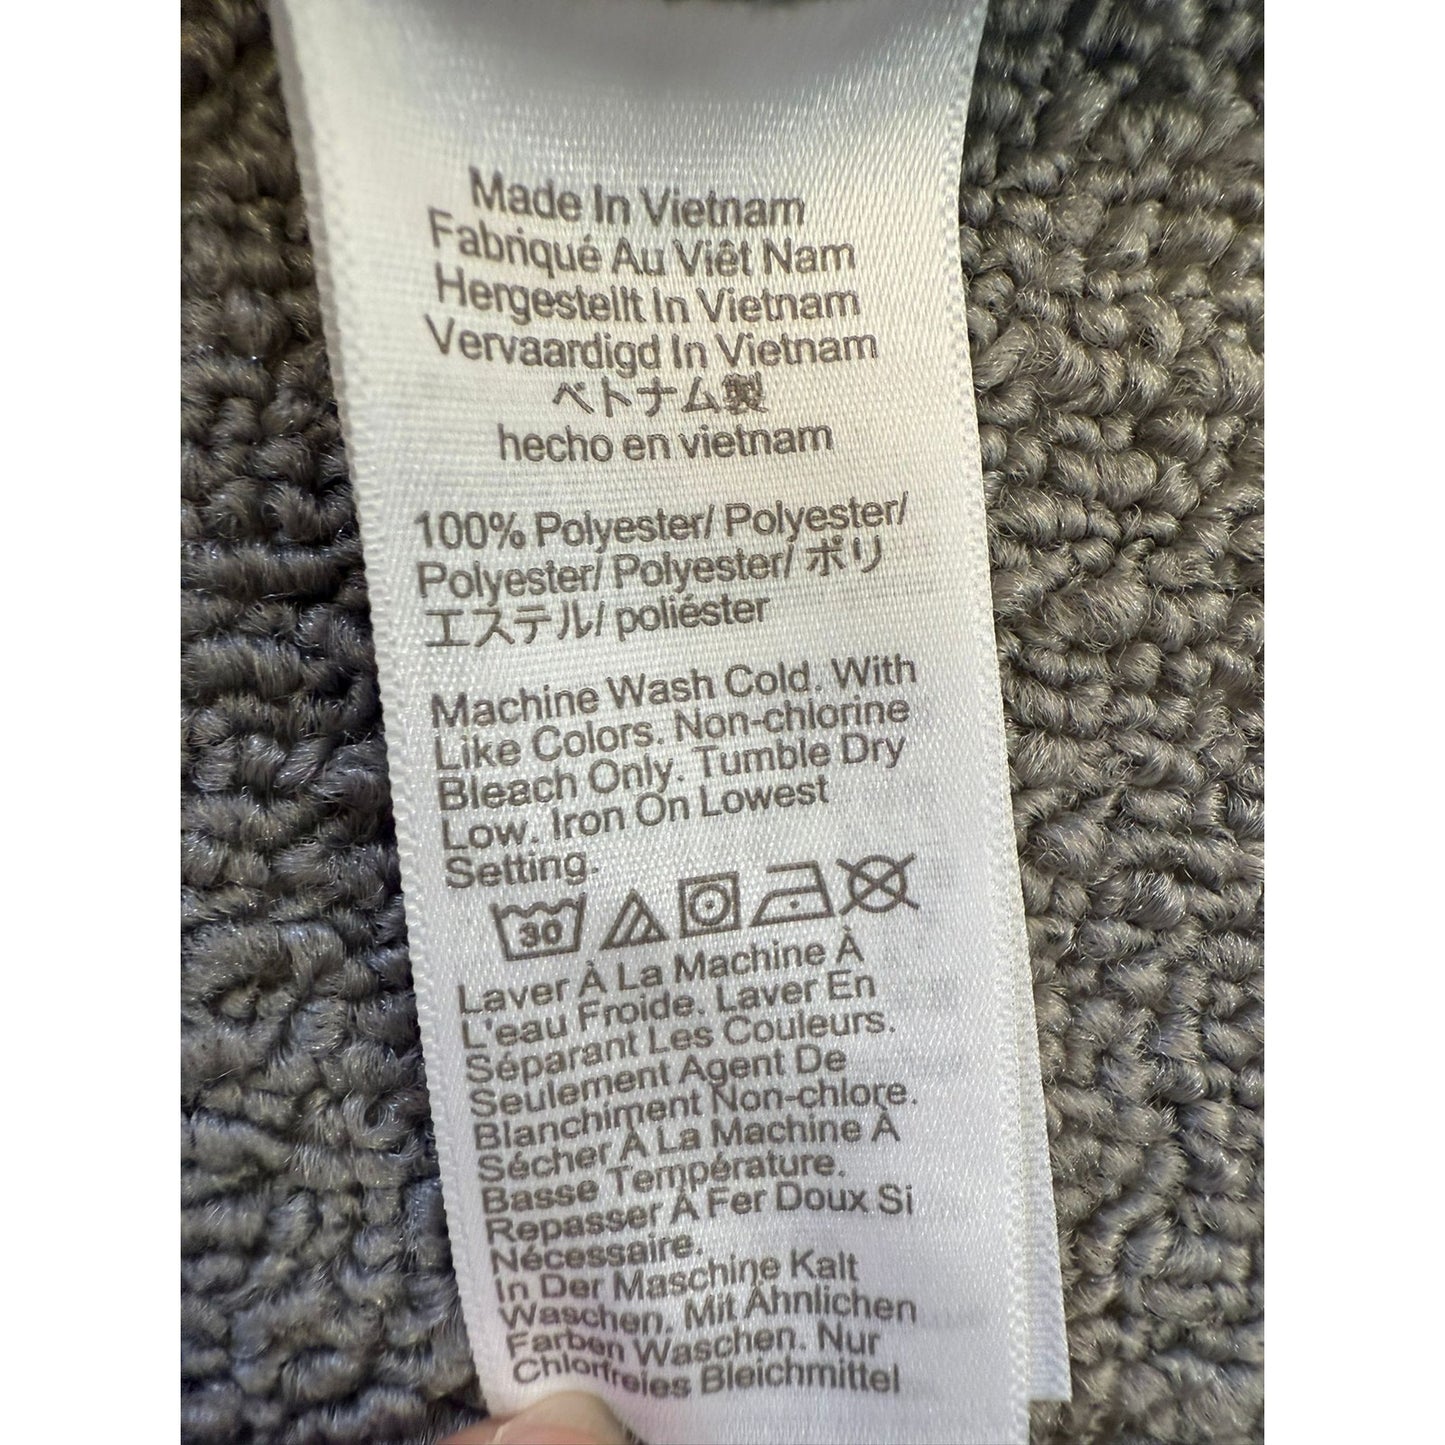 Made In Vietnam
Fabriqué Au Viêt Nam
Hergestellt In Vietnam
Vervaardigd In Vietnam
ベトナム製
hecho en vietnam
100% Polyester/ Polyester/
Polyester/ Polyester/ ポリ
エステル/ poliéster
Machine Wash Cold. With
Like Colors. Non-chlorine
Bleach Only. Tumble Dry
Low. Iron On Lowest
Setting.
30
Laver À La Machine À
L'eau Froide. Laver En
Séparant Les Couleurs.
Seulement Agent De
Blanchiment Non-chlore.
Sécher À La Machine À
Basse Température.
Repasser À Fer Doux Si
Nécessaire.
In Der Maschine Kalt
Waschen. Mit Ähnlichen
Farben Waschen. Nur
Chlorfreies Bleichmittel